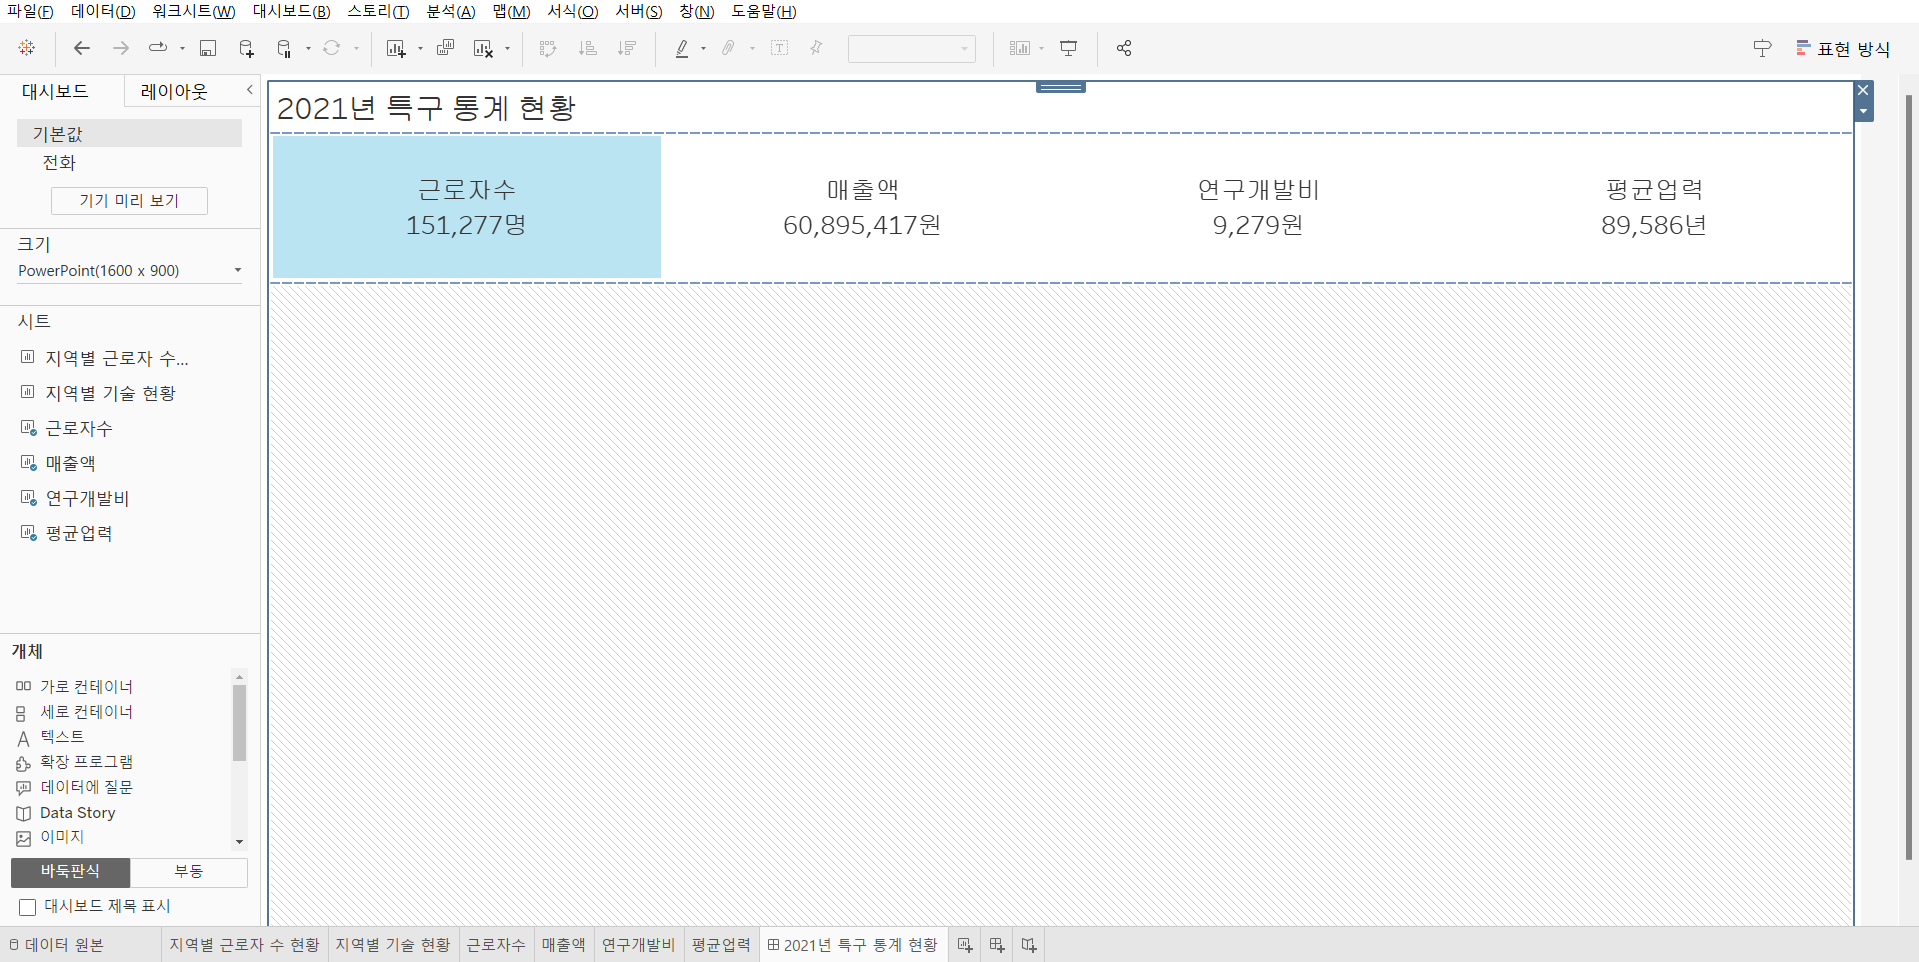 파일(F) 데이터(D) 워크시트(W) 대시보드(B) 스토리(T) 분석(A) 맵(M) 서식(O) 서버(S) 창(N) 도움말(H)
표현 방식
대시보드 레이아웃
기본값
전화
기기 미리 보기
크기
PowerPoint(1600 x 900)
시트
지역별 근로자 수...
지역별 기술 현황
근로자수
매출액
연구개발비
평균업력
개체
가로 컨테이너
세로 컨테이너
텍스트
확장 프로그램
데이터에 질문
Data Story
이미지
바둑판식 부동
대시보드 제목 표시
2021년 특구 통계 현황
근로자수
151,277명
매출액
60,895,417원
연구개발비
9,279원
평균업력
89,586년
데이터 원본 지역별 근로자 수 현황 지역별 기술 현황 근로자수 매출액 연구개발비 평균업력 2021년 특구 통계 현황